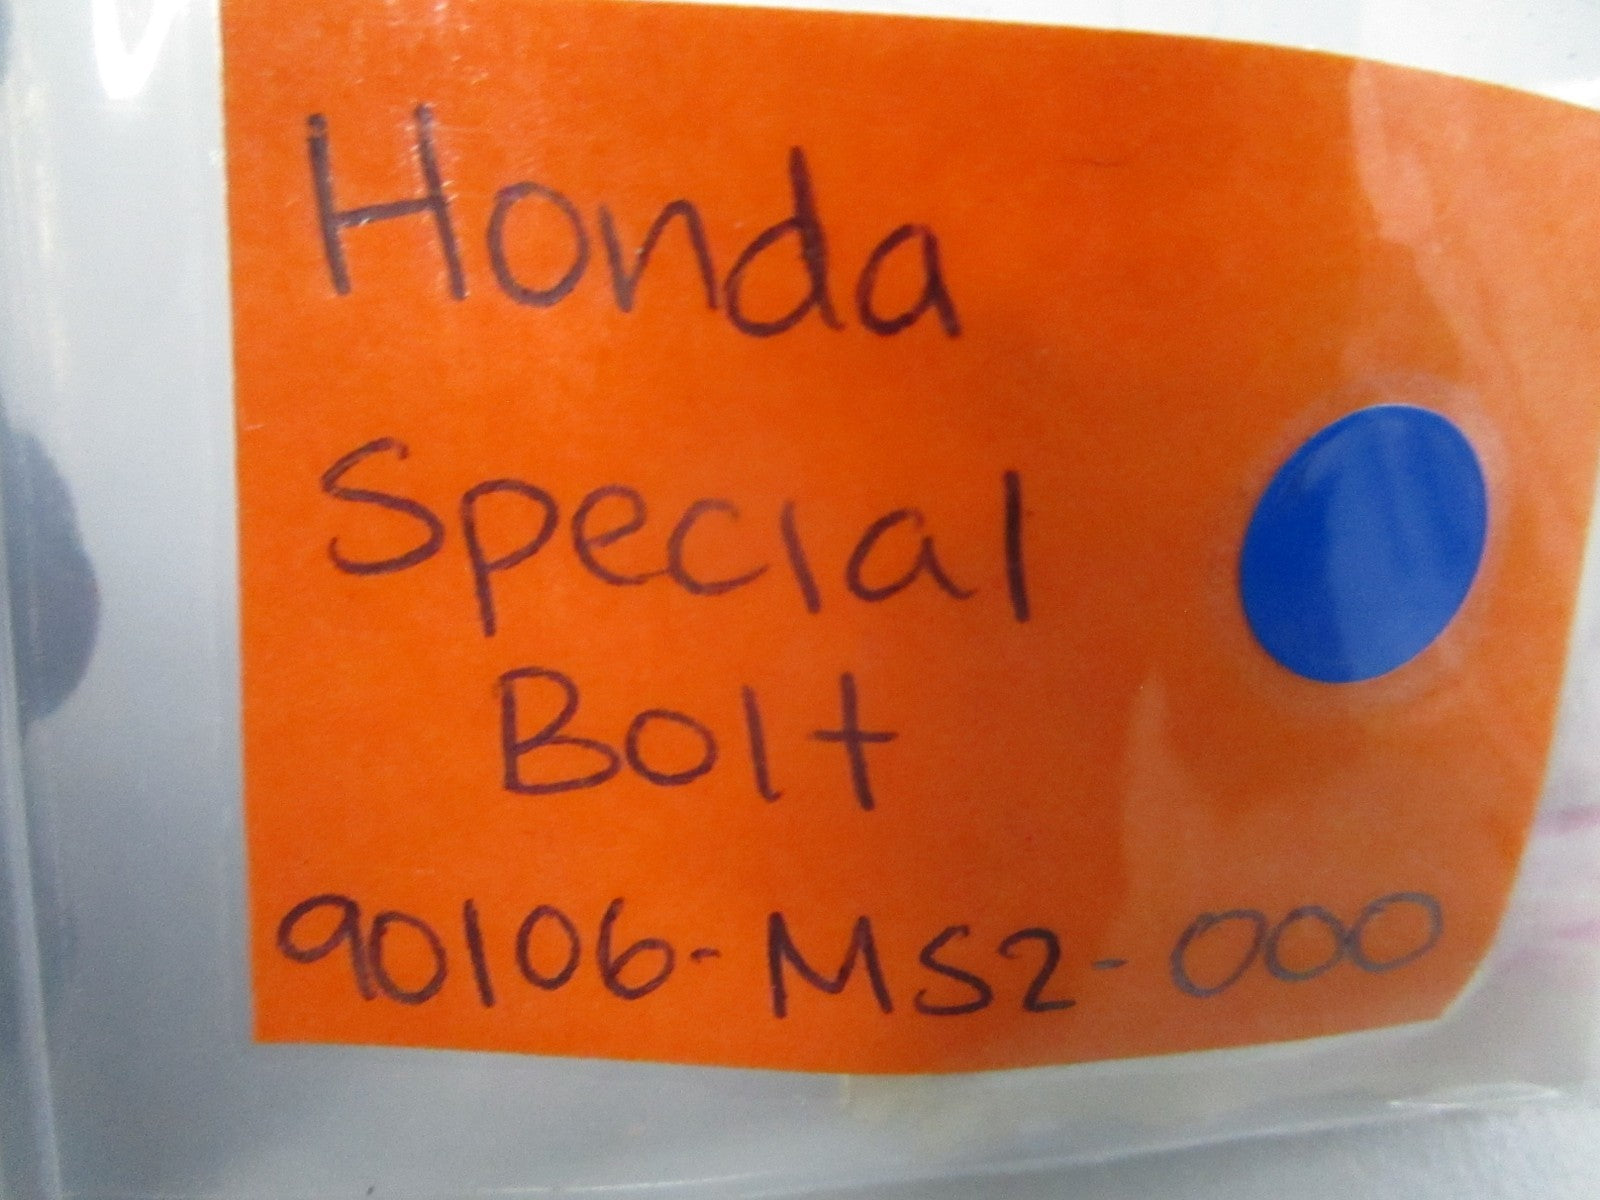 Honda
Special
Bolt
90106-MS2-000